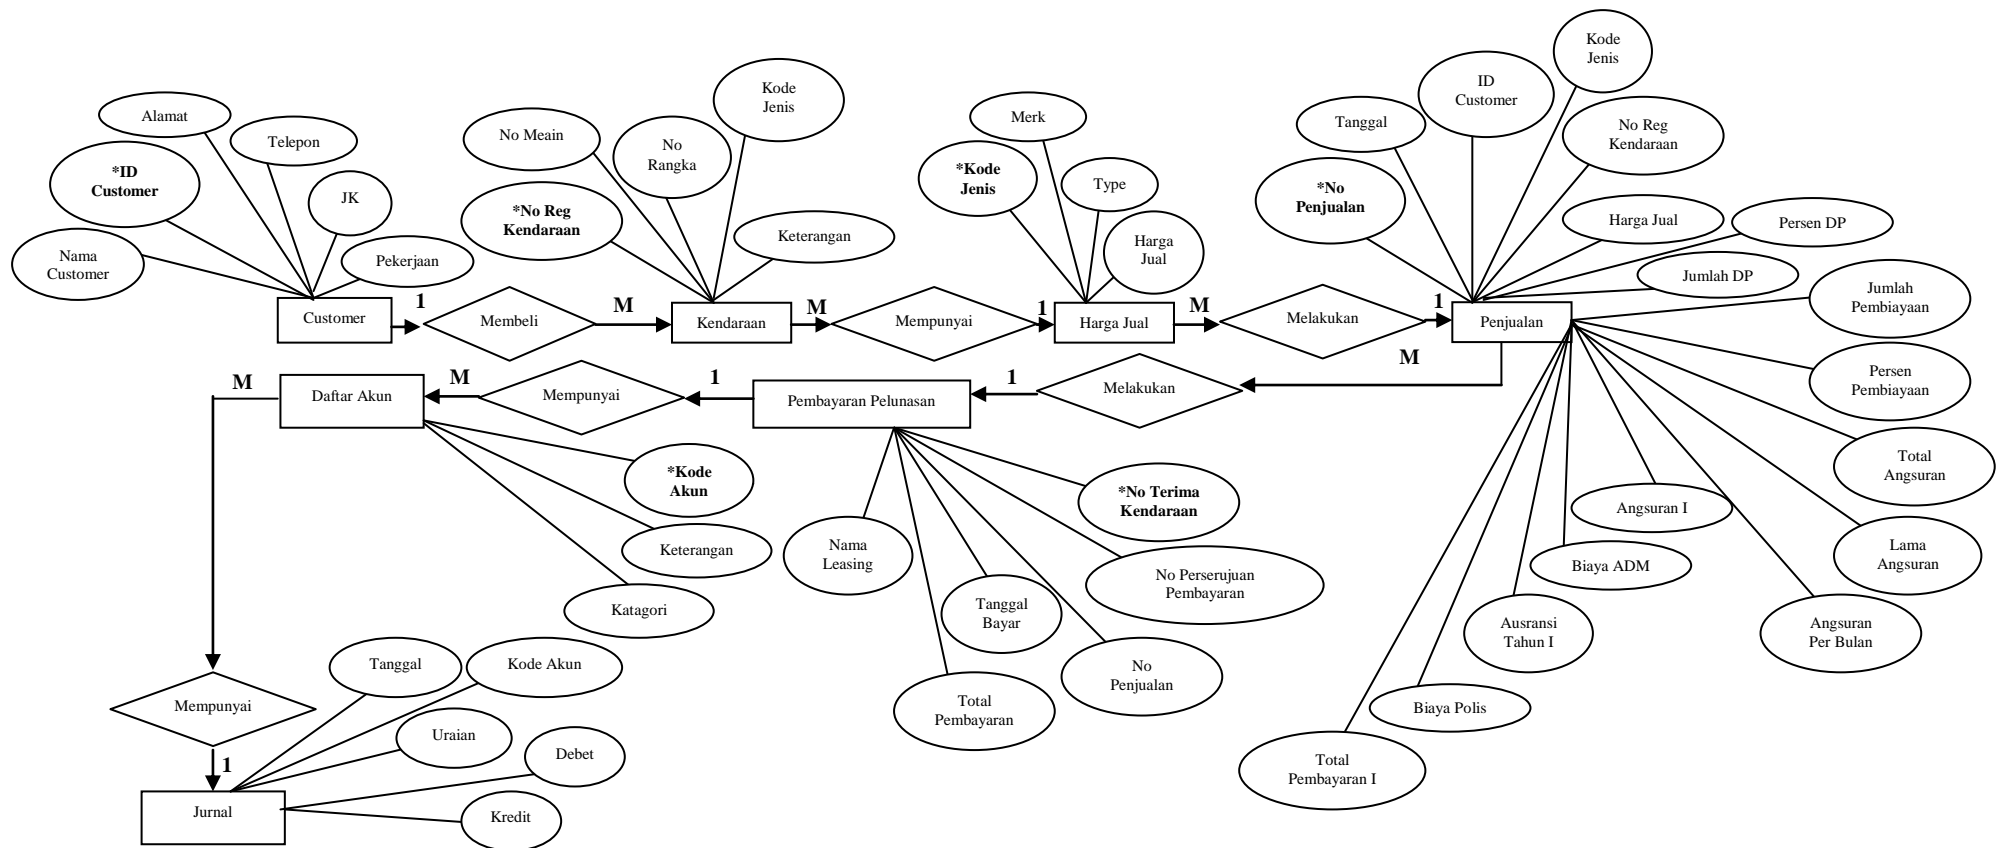 Kode
Jenis
Alamat
Telepon
*ID
Customer
JK
Nama
Customer
Pekerjaan
Customer
1
Membeli
M
No Meain
No
Rangka
Kode
Jenis
*No Reg
Kendaraan
Keterangan
Kendaraan
M
Mempunyai
1
Merk
*Kode
Jenis
Type
Harga
Jual
Harga Jual
M
Melakukan
1
Tanggal
ID
Customer
No Reg
Kendaraan
*No
Penjualan
Harga Jual
Persen DP
Jumlah DP
Jumlah
Pembiayaan
Penjualan
Persen
Pembiayaan
Total
Angsuran
Lama
Angsuran
Angsuran
Per Bulan
Angsuran I
Biaya ADM
Ausransi
Tahun I
Biaya Polis
Total
Pembayaran I
M
Melakukan
1
Pembayaran Pelunasan
1
Mempunyai
M
Daftar Akun
M
*No Terima
Kendaraan
No Perserujuan
Pembayaran
No
Penjualan
Tanggal
Bayar
Total
Pembayaran
Nama
Leasing
*Kode
Akun
Keterangan
Katagori
Mempunyai
1
Jurnal
Tanggal
Kode Akun
Uraian
Debet
Kredit